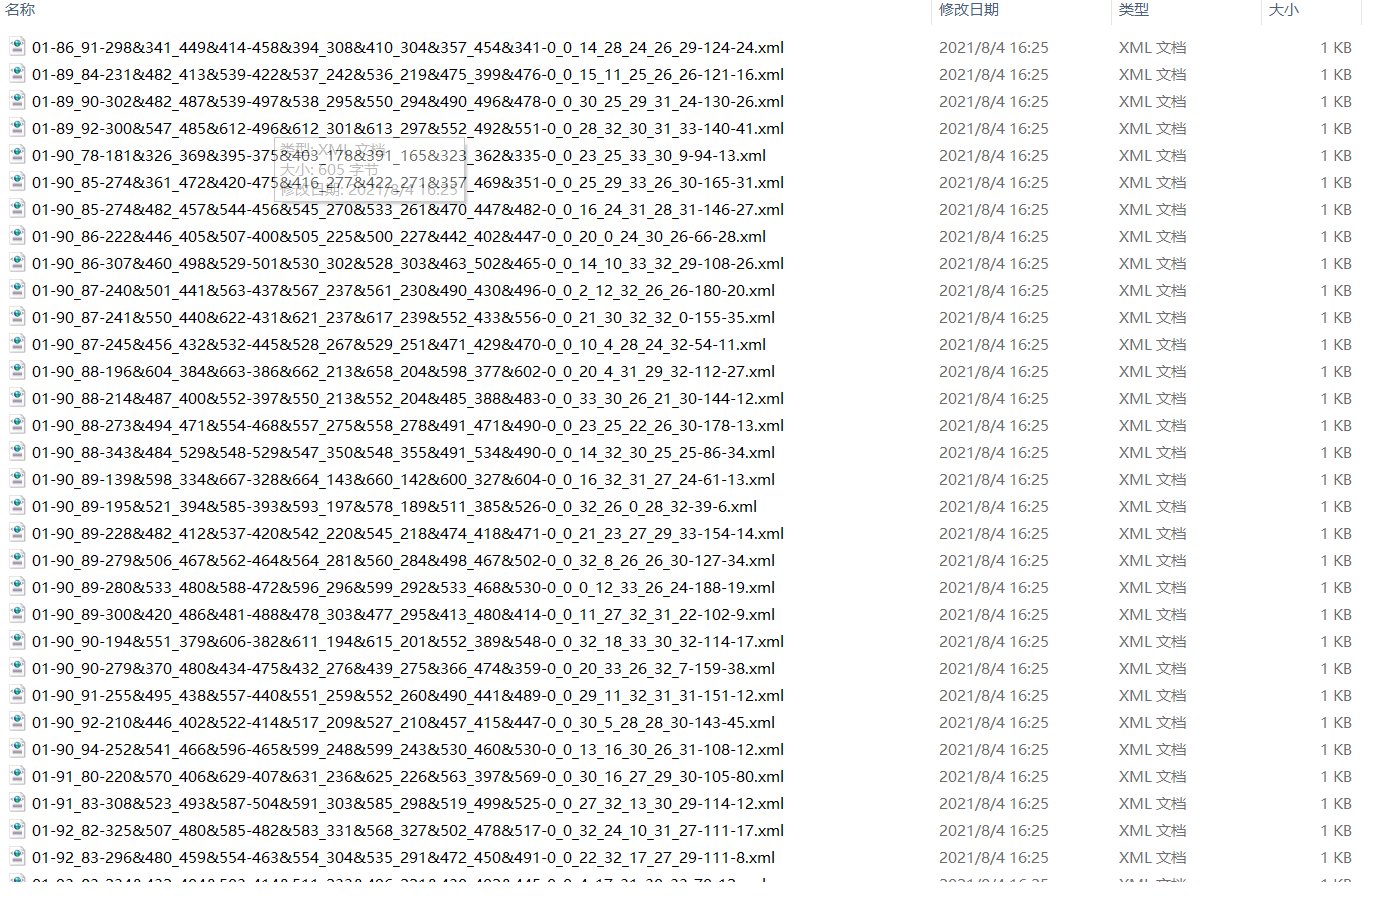 名称 修改日期 类型 大小
01-86_91-298&341_449&414-458&394_308&410_304&357_454&341-0_0_14_28_24_26_29-124-24.xml 2021/8/4 16:25 XML 文档 1 KB
01-89_84-231&482_413&539-422&537_242&536_219&475_399&476-0_0_15_11_25_26_26-121-16.xml 2021/8/4 16:25 XML 文档 1 KB
01-89_90-302&482_487&539-497&538_295&550_294&490_496&478-0_0_30_25_29_31_24-130-26.xml 2021/8/4 16:25 XML 文档 1 KB
01-89_92-300&547_485&612-496&612_301&613_297&552_492&551-0_0_28_32_30_31_33-140-41.xml 2021/8/4 16:25 XML 文档 1 KB
类型: XML 文档
01-90_78-181&326_369&395-375&403_178&391_165&323_362&335-0_0_23_25_33_30_9-94-13.xml 2021/8/4 16:25 XML 文档 1 KB
大小: 605 字节
01-90_85-274&361_472&420-475&416_277&422_271&357_469&351-0_0_25_29_33_26_30-165-31.xml 2021/8/4 16:25 XML 文档 1 KB
修改日期: 2021/8/4 16:25
01-90_85-274&482_457&544-456&545_270&533_261&470_447&482-0_0_16_24_31_28_31-146-27.xml 2021/8/4 16:25 XML 文档 1 KB
01-90_86-222&446_405&507-400&505_225&500_227&442_402&447-0_0_20_0_24_30_26-66-28.xml 2021/8/4 16:25 XML 文档 1 KB
01-90_86-307&460_498&529-501&530_302&528_303&463_502&465-0_0_14_10_33_32_29-108-26.xml 2021/8/4 16:25 XML 文档 1 KB
01-90_87-240&501_441&563-437&567_237&561_230&490_430&496-0_0_2_12_32_26_26-180-20.xml 2021/8/4 16:25 XML 文档 1 KB
01-90_87-241&550_440&622-431&621_237&617_239&552_433&556-0_0_21_30_32_32_0-155-35.xml 2021/8/4 16:25 XML 文档 1 KB
01-90_87-245&456_432&532-445&528_267&529_251&471_429&470-0_0_10_4_28_24_32-54-11.xml 2021/8/4 16:25 XML 文档 1 KB
01-90_88-196&604_384&663-386&662_213&658_204&598_377&602-0_0_20_4_31_29_32-112-27.xml 2021/8/4 16:25 XML 文档 1 KB
01-90_88-214&487_400&552-397&550_213&552_204&485_388&483-0_0_33_30_26_21_30-144-12.xml 2021/8/4 16:25 XML 文档 1 KB
01-90_88-273&494_471&554-468&557_275&558_278&491_471&490-0_0_23_25_22_26_30-178-13.xml 2021/8/4 16:25 XML 文档 1 KB
01-90_88-343&484_529&548-529&547_350&548_355&491_534&490-0_0_14_32_30_25_25-86-34.xml 2021/8/4 16:25 XML 文档 1 KB
01-90_89-139&598_334&667-328&664_143&660_142&600_327&604-0_0_16_32_31_27_24-61-13.xml 2021/8/4 16:25 XML 文档 1 KB
01-90_89-195&521_394&585-393&593_197&578_189&511_385&526-0_0_32_26_0_28_32-39-6.xml 2021/8/4 16:25 XML 文档 1 KB
01-90_89-228&482_412&537-420&542_220&545_218&474_418&471-0_0_21_23_27_29_33-154-14.xml 2021/8/4 16:25 XML 文档 1 KB
01-90_89-279&506_467&562-464&564_281&560_284&498_467&502-0_0_32_8_26_26_30-127-34.xml 2021/8/4 16:25 XML 文档 1 KB
01-90_89-280&533_480&588-472&596_296&599_292&533_468&530-0_0_0_12_33_26_24-188-19.xml 2021/8/4 16:25 XML 文档 1 KB
01-90_89-300&420_486&481-488&478_303&477_295&413_480&414-0_0_11_27_32_31_22-102-9.xml 2021/8/4 16:25 XML 文档 1 KB
01-90_90-194&551_379&606-382&611_194&615_201&552_389&548-0_0_32_18_33_30_32-114-17.xml 2021/8/4 16:25 XML 文档 1 KB
01-90_90-279&370_480&434-475&432_276&439_275&366_474&359-0_0_20_33_26_32_7-159-38.xml 2021/8/4 16:25 XML 文档 1 KB
01-90_91-255&495_438&557-440&551_259&552_260&490_441&489-0_0_29_11_32_31_31-151-12.xml 2021/8/4 16:25 XML 文档 1 KB
01-90_92-210&446_402&522-414&517_209&527_210&457_415&447-0_0_30_5_28_28_30-143-45.xml 2021/8/4 16:25 XML 文档 1 KB
01-90_94-252&541_466&596-465&599_248&599_243&530_460&530-0_0_13_16_30_26_31-108-12.xml 2021/8/4 16:25 XML 文档 1 KB
01-91_80-220&570_406&629-407&631_236&625_226&563_397&569-0_0_30_16_27_29_30-105-80.xml 2021/8/4 16:25 XML 文档 1 KB
01-91_83-308&523_493&587-504&591_303&585_298&519_499&525-0_0_27_32_13_30_29-114-12.xml 2021/8/4 16:25 XML 文档 1 KB
01-92_82-325&507_480&585-482&583_331&568_327&502_478&517-0_0_32_24_10_31_27-111-17.xml 2021/8/4 16:25 XML 文档 1 KB
01-92_83-296&480_459&554-463&554_304&535_291&472_450&491-0_0_22_32_17_27_29-111-8.xml 2021/8/4 16:25 XML 文档 1 KB